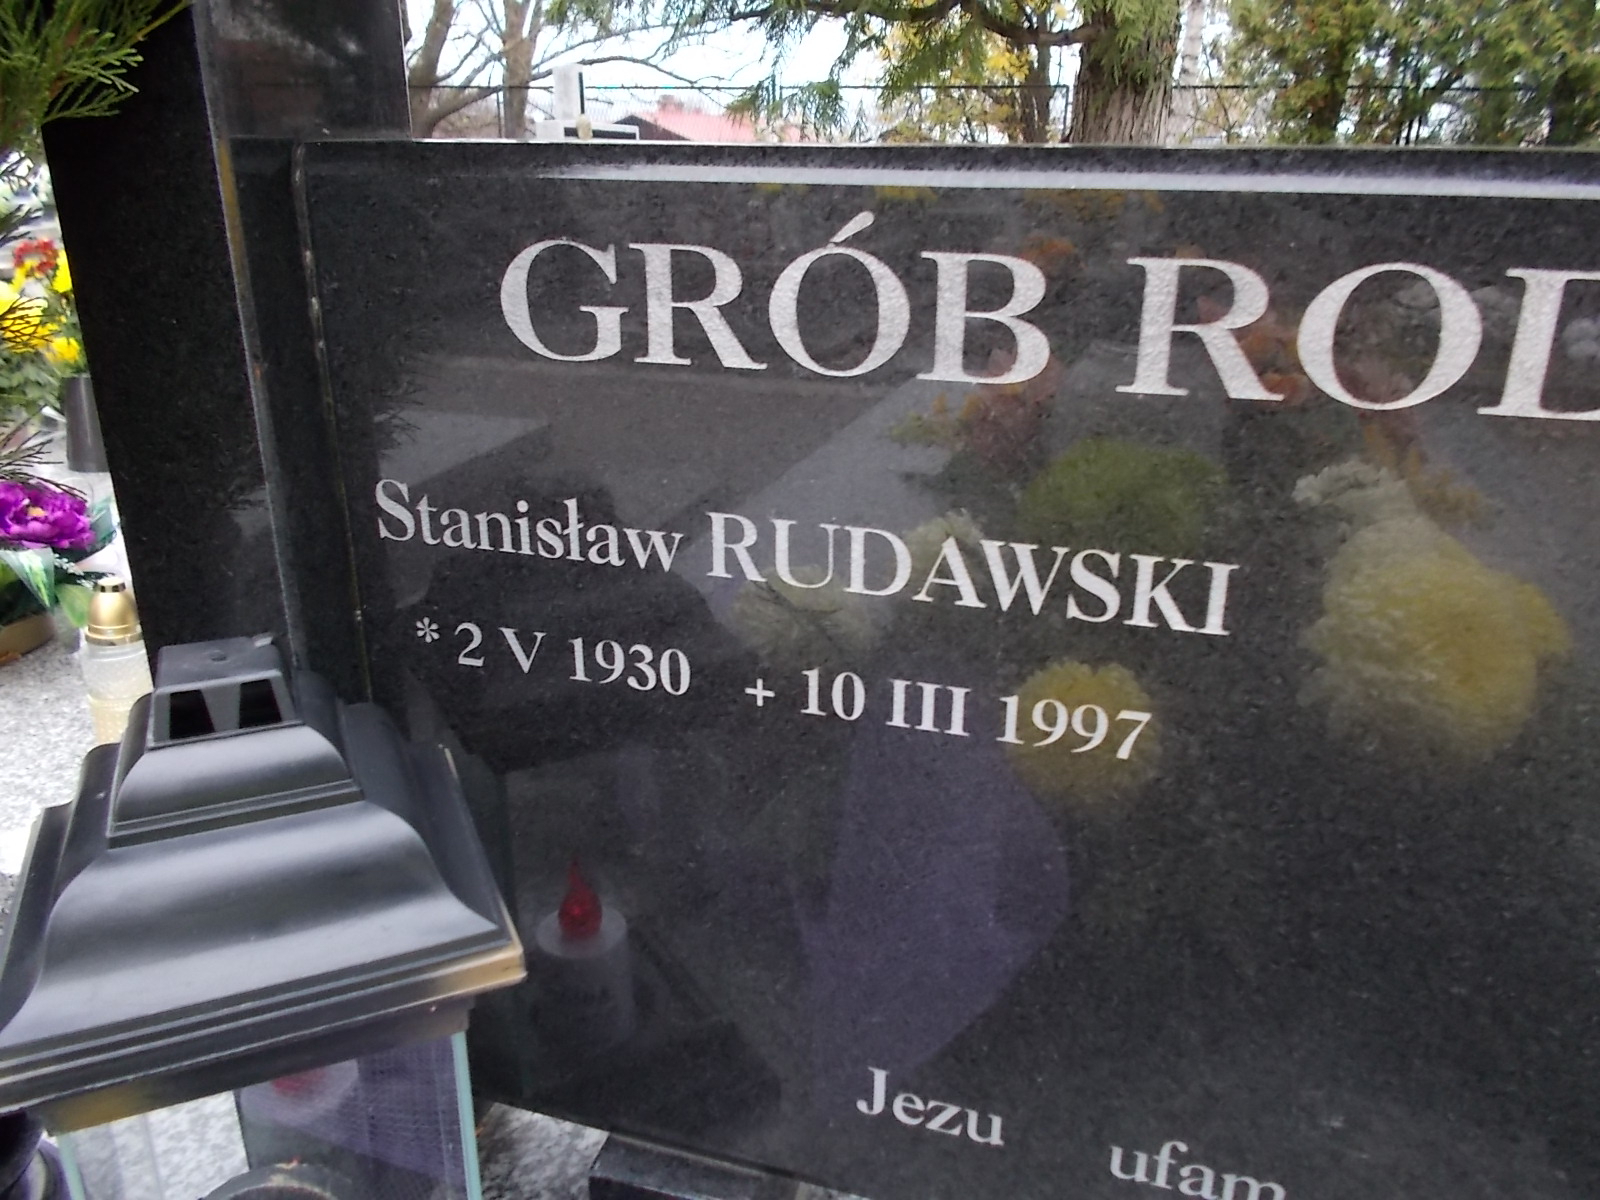 GRÓB ROD
Stanisław RUDAWSKI
* 2 V 1930 + 10 III 1997
Jezu ufam